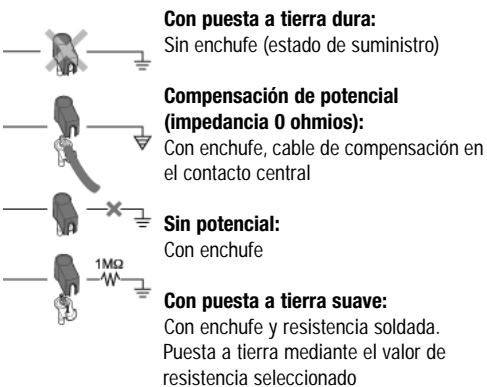 Con puesta a tierra dura:
Sin enchufe (estado de suministro)
Compensación de potencial
(impedancia 0 ohmios):
Con enchufe, cable de compensación en
el contacto central
Sin potencial:
Con enchufe
1MΩ
Con puesta a tierra suave:
Con enchufe y resistencia soldada.
Puesta a tierra mediante el valor de
resistencia seleccionado